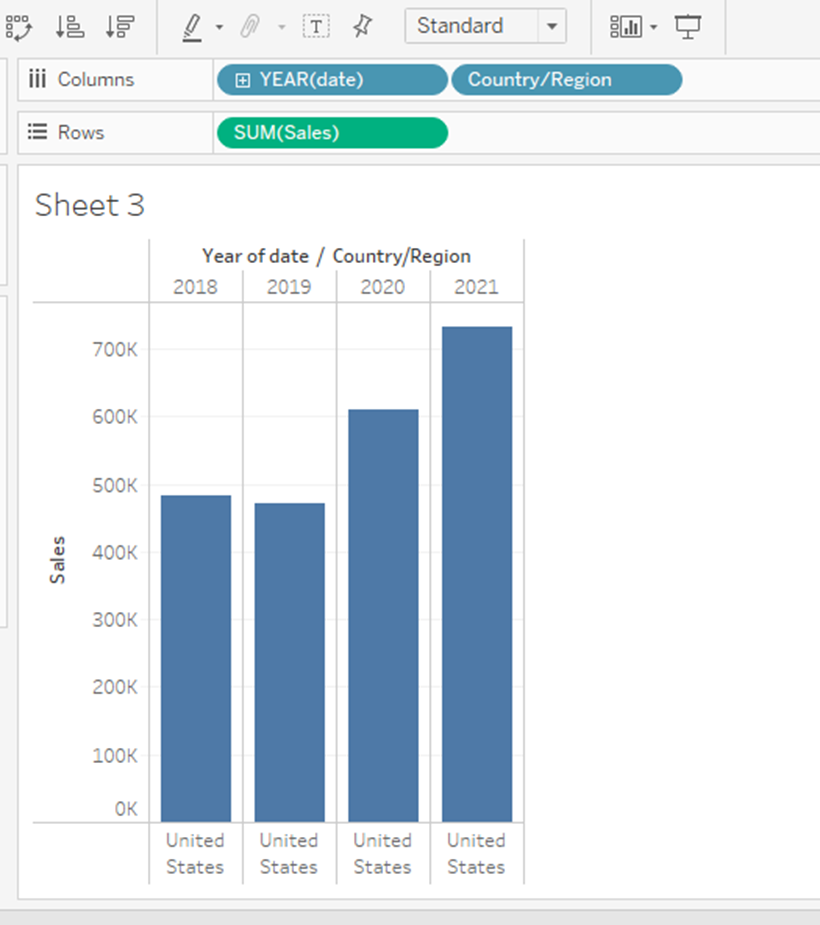 T Standard
Columns YEAR(date) Country/Region
Rows SUM(Sales)
Sheet 3
Year of date / Country/Region
2018 2019 2020 2021
700K
600K
500K
400K
300K
200K
100K
0K
Sales
United United United United
States States States States